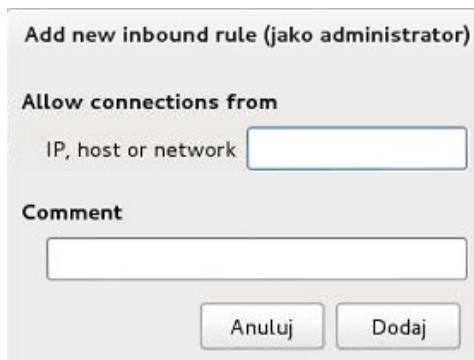 Add new inbound rule (jako administrator)
Allow connections from
IP, host or network
Comment
Anuluj Dodaj